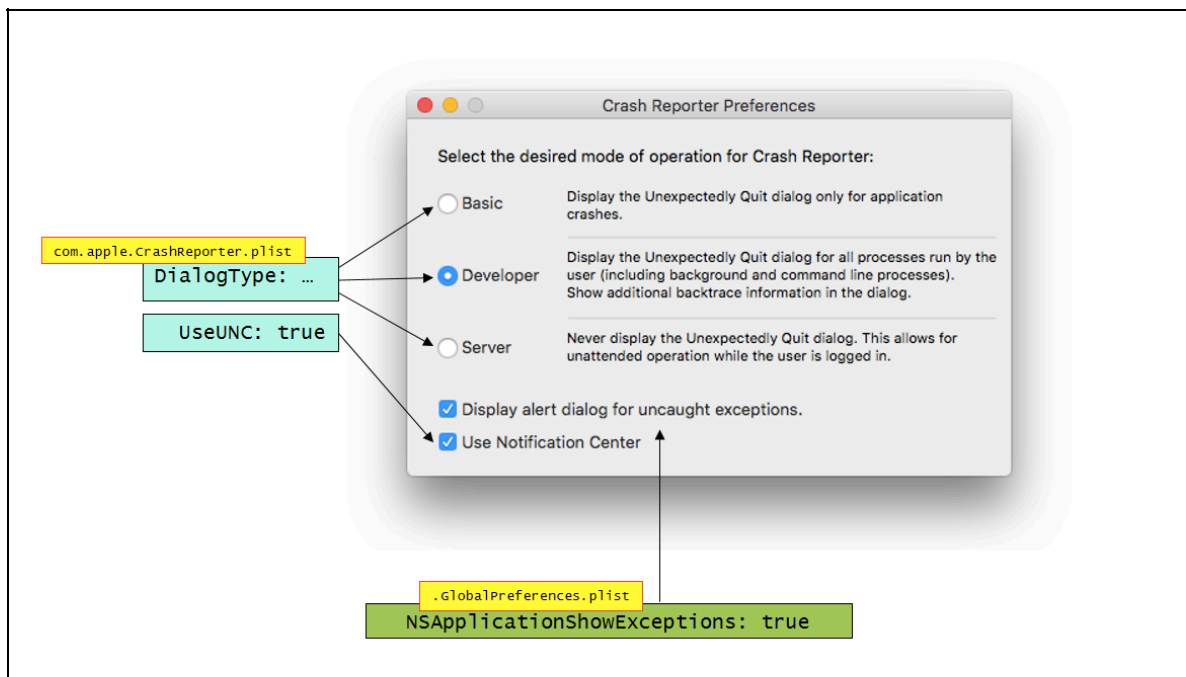 Crash Reporter Preferences
Select the desired mode of operation for Crash Reporter:
Basic
Display the Unexpectedly Quit dialog only for application
crashes.
com.apple.CrashReporter.plist
DialogType: …
Developer
Display the Unexpectedly Quit dialog for all processes run by the
user (including background and command line processes).
Show additional backtrace information in the dialog.
UseUNC: true
Server
Never display the Unexpectedly Quit dialog. This allows for
unattended operation while the user is logged in.
Display alert dialog for uncaught exceptions.
Use Notification Center
.GlobalPreferences.plist
NSApplicationShowExceptions: true